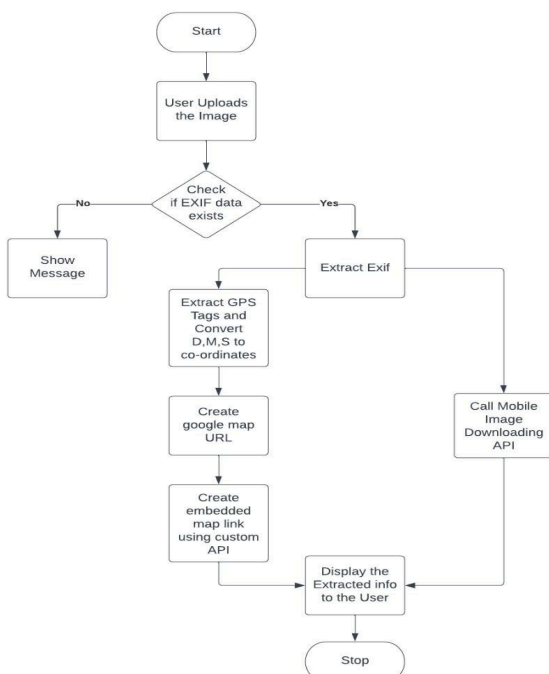 Start
User Uploads
the Image
Check
if EXIF data
exists
No
Yes
Show
Message
Extract Exif
Extract GPS
Tags and
Convert
D,M,S to
co-ordinates
Create
google map
URL
Call Mobile
Image
Downloading
API
Create
embedded
map link
using custom
API
Display the
Extracted info
to the User
Stop